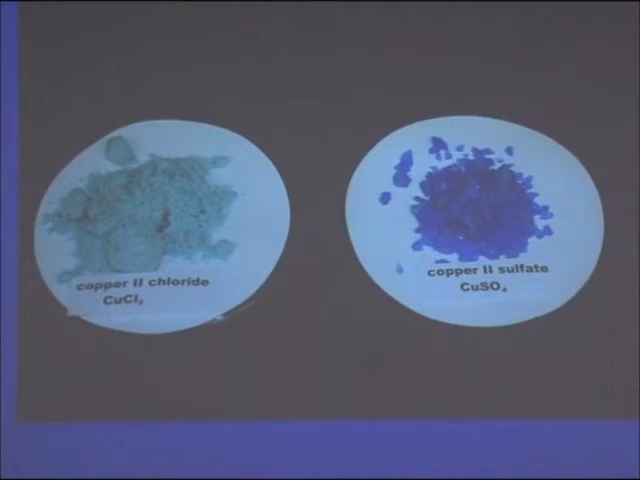 copper II chloride
CuCl₂
copper II sulfate
CuSO₄